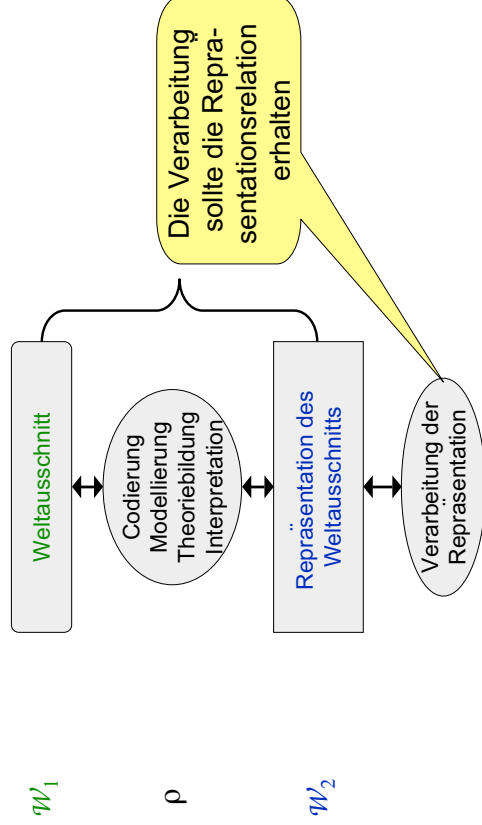 𝒲1
Weltausschnitt
ρ
Codierung
Modellierung
Theoriebildung
Interpretation
𝒲2
Repräsentation des
Weltausschnitts
Verarbeitung der
Repräsentation
Die Verarbeitung
sollte die Reprä-
sentationsrelation
erhalten